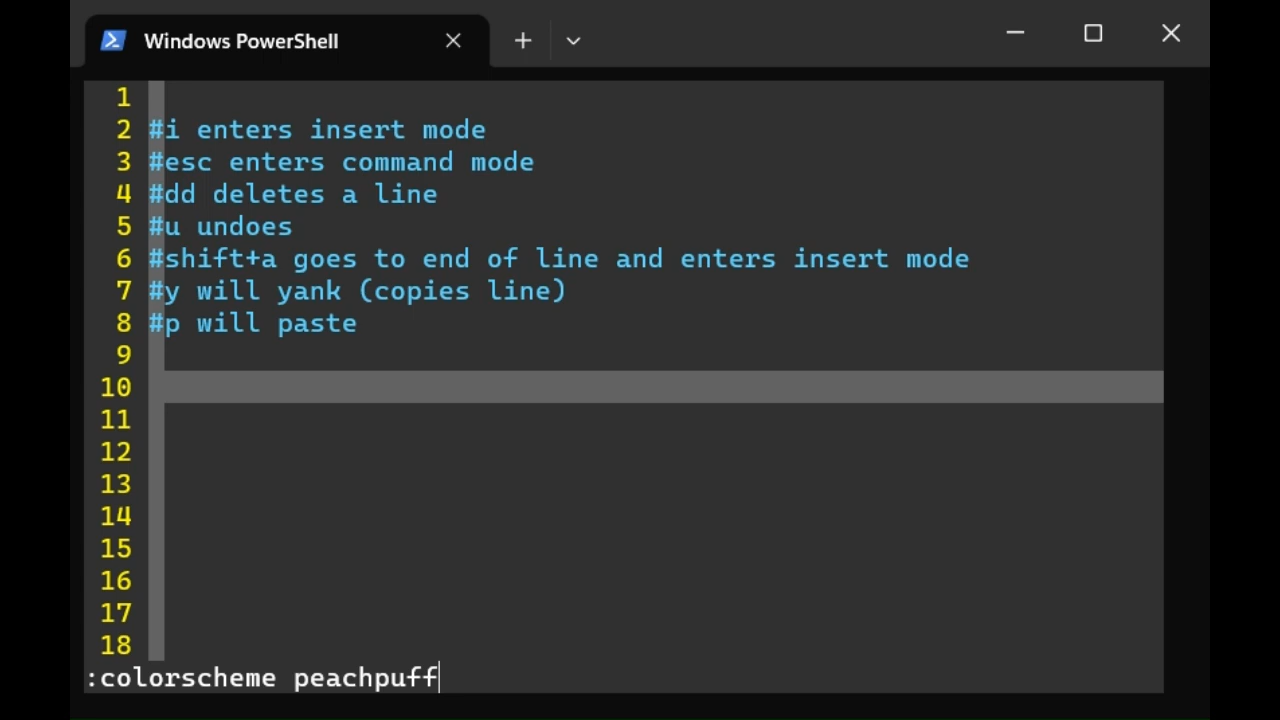 Windows PowerShell
1
2 #i enters insert mode
3 #esc enters command mode
4 #dd deletes a line
5 #u undoes
6 #shift+a goes to end of line and enters insert mode
7 #y will yank (copies line)
8 #p will paste
9
10
11
12
13
14
15
16
17
18
:colorscheme peachpuff